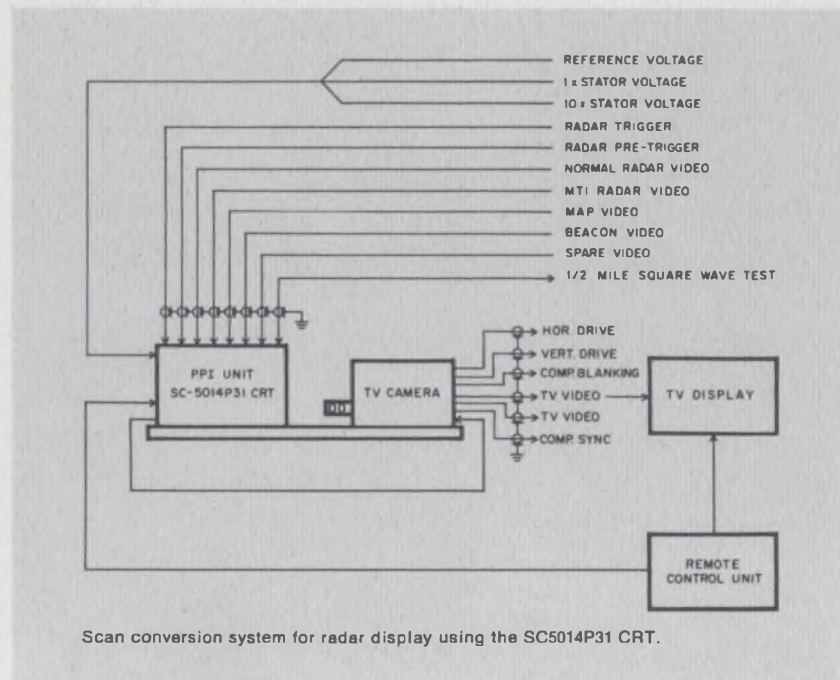 REFERENCE VOLTAGE
1x STATOR VOLTAGE
10x STATOR VOLTAGE
RADAR TRIGGER
RADAR PRE-TRIGGER
NORMAL RADAR VIDEO
MTI RADAR VIDEO
MAP VIDEO
BEACON VIDEO
SPARE VIDEO
1/2 MILE SQUARE WAVE TEST
PPI UNIT
SC-5014P31 CRT
TV CAMERA
HOR. DRIVE
VERT. DRIVE
COMP. BLANKING
TV VIDEO
TV VIDEO
COMP. SYNC
TV DISPLAY
REMOTE
CONTROL UNIT
Scan conversion system for radar display using the SC5014P31 CRT.